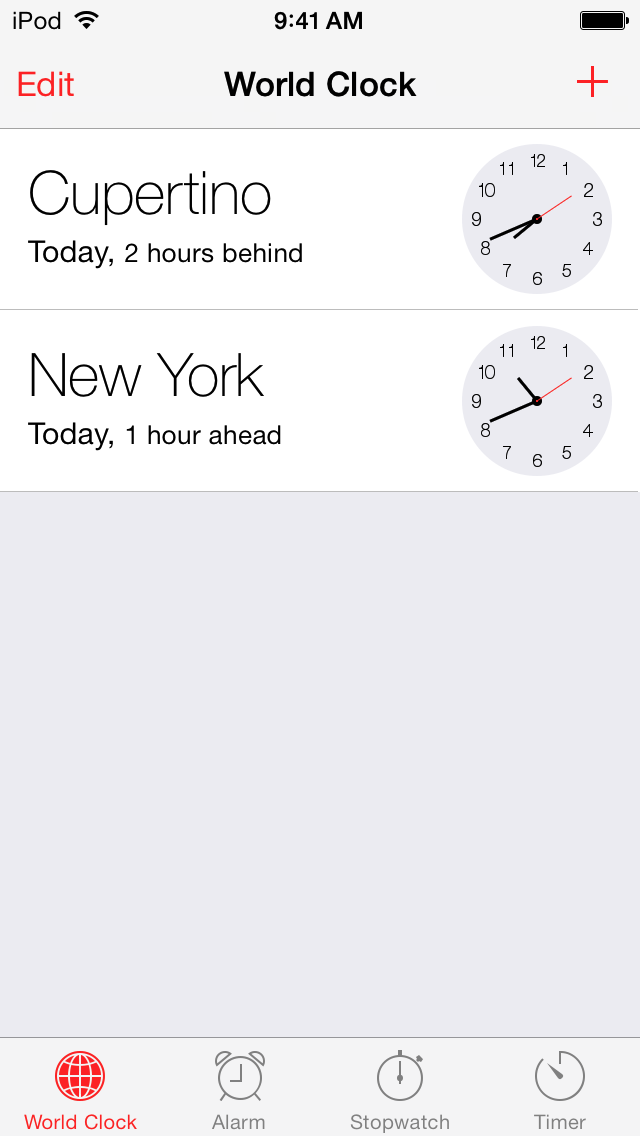 iPod 9:41 AM
Edit World Clock +
Cupertino
Today, 2 hours behind
12
11 1
10 2
9 3
8 4
7 5
6
New York
Today, 1 hour ahead
12
11 1
10 2
9 3
8 4
7 5
6
World Clock Alarm Stopwatch Timer